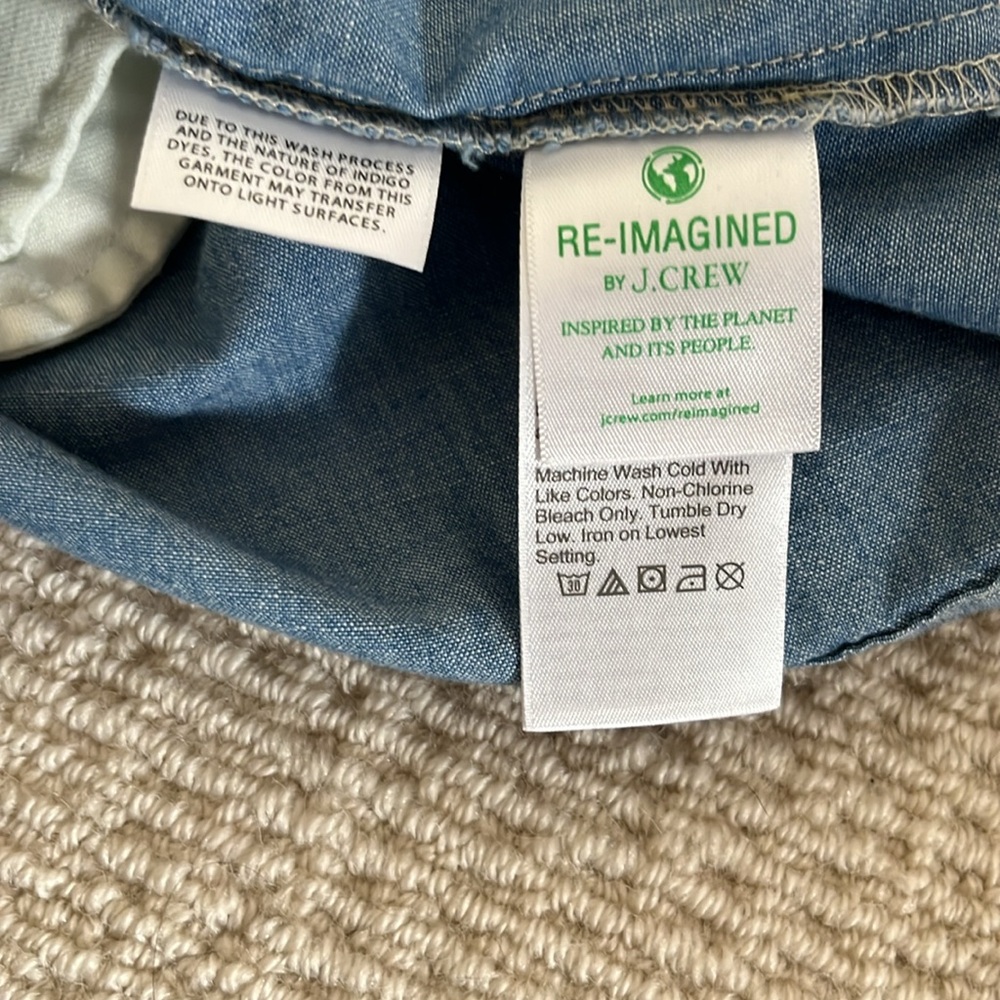 DUE TO THIS WASH PROCESS
AND THE NATURE OF INDIGO
DYES, THE COLOR FROM THIS
GARMENT MAY TRANSFER
ONTO LIGHT SURFACES.
RE-IMAGINED
BY J.CREW
INSPIRED BY THE PLANET
AND ITS PEOPLE.
Learn more at
jcrew.com/reimagined
Machine Wash Cold With
Like Colors. Non-Chlorine
Bleach Only. Tumble Dry
Low. Iron on Lowest
Setting.
30